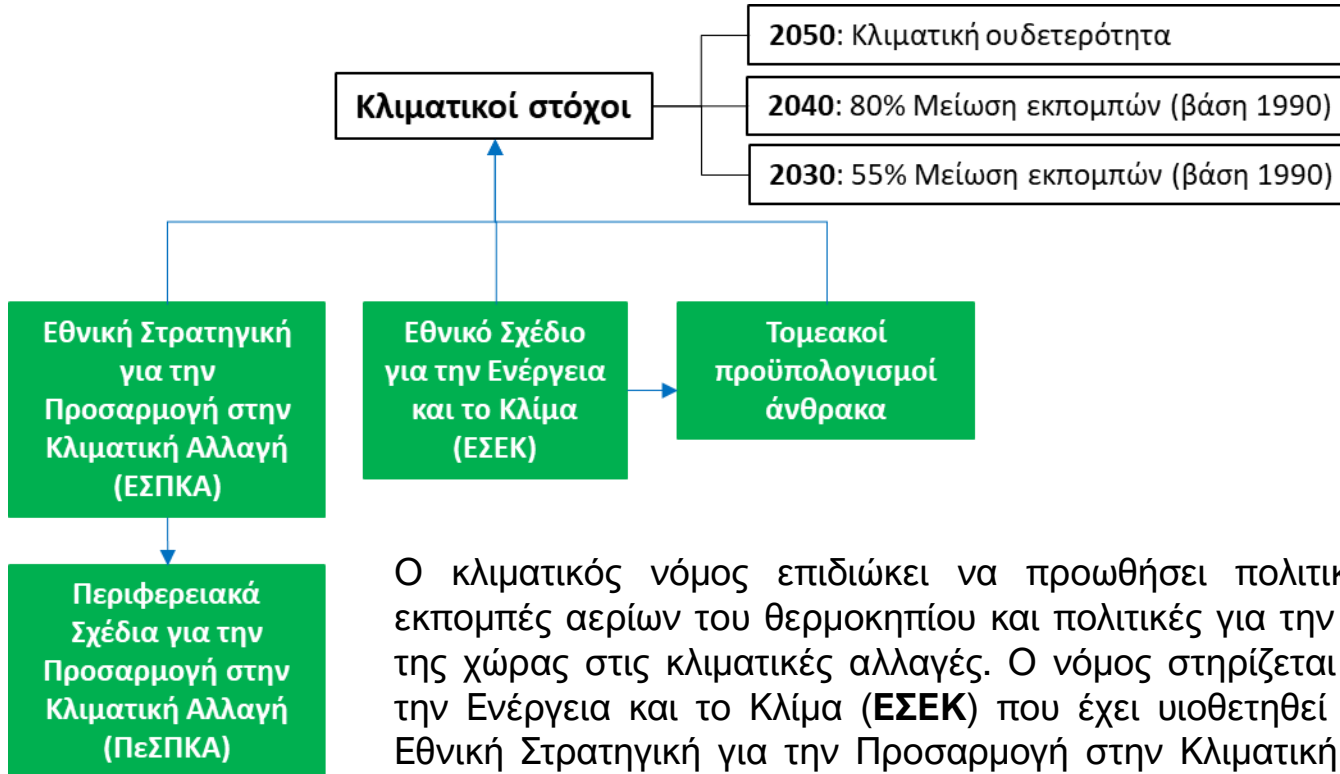 2050: Κλιματική ουδετερότητα
Κλιματικοί στόχοι
2040: 80% Μείωση εκπομπών (βάση 1990)
2030: 55% Μείωση εκπομπών (βάση 1990)
Εθνική Στρατηγική
για την
Προσαρμογή στην
Κλιματική Αλλαγή
(ΕΣΠΚΑ)
Εθνικό Σχέδιο
για την Ενέργεια
και το Κλίμα
(ΕΣΕΚ)
Τομεακοί
προϋπολογισμοί
άνθρακα
Περιφερειακά
Σχέδια για την
Προσαρμογή στην
Κλιματική Αλλαγή
(ΠεΣΠΚΑ)
Ο κλιματικός νόμος επιδιώκει να προωθήσει
εκπομπές αερίων του θερμοκηπίου και πολιτικές για την
της χώρας στις κλιματικές αλλαγές. Ο νόμος στηρίζεται
την Ενέργεια και το Κλίμα (ΕΣΕΚ) που έχει υιοθετηθεί
Εθνική Στρατηγική για την Προσαρμογή στην Κλιματική